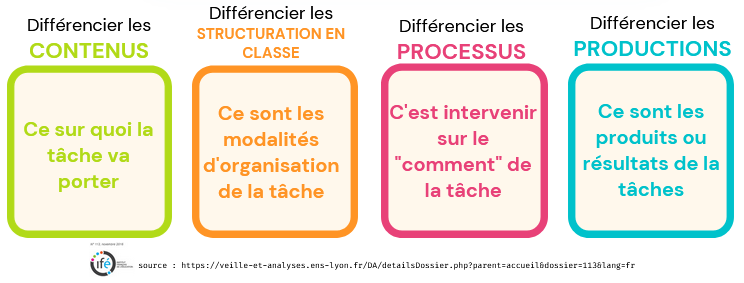 Différencier les
CONTENUS
Ce sur quoi la
tâche va
porter
Différencier les
STRUCTURATION EN
CLASSE
Ce sont les
modalités
d'organisation
de la tâche
Différencier les
PROCESSUS
C'est intervenir
sur le
"comment" de
la tâche
Différencier les
PRODUCTIONS
Ce sont les
produits ou
résultats de la
tâches
ifé
source : https://veille-et-analyses.ens-lyon.fr/DA/detailsDossier.php?parent=accueil&dossier=113&lang=fr